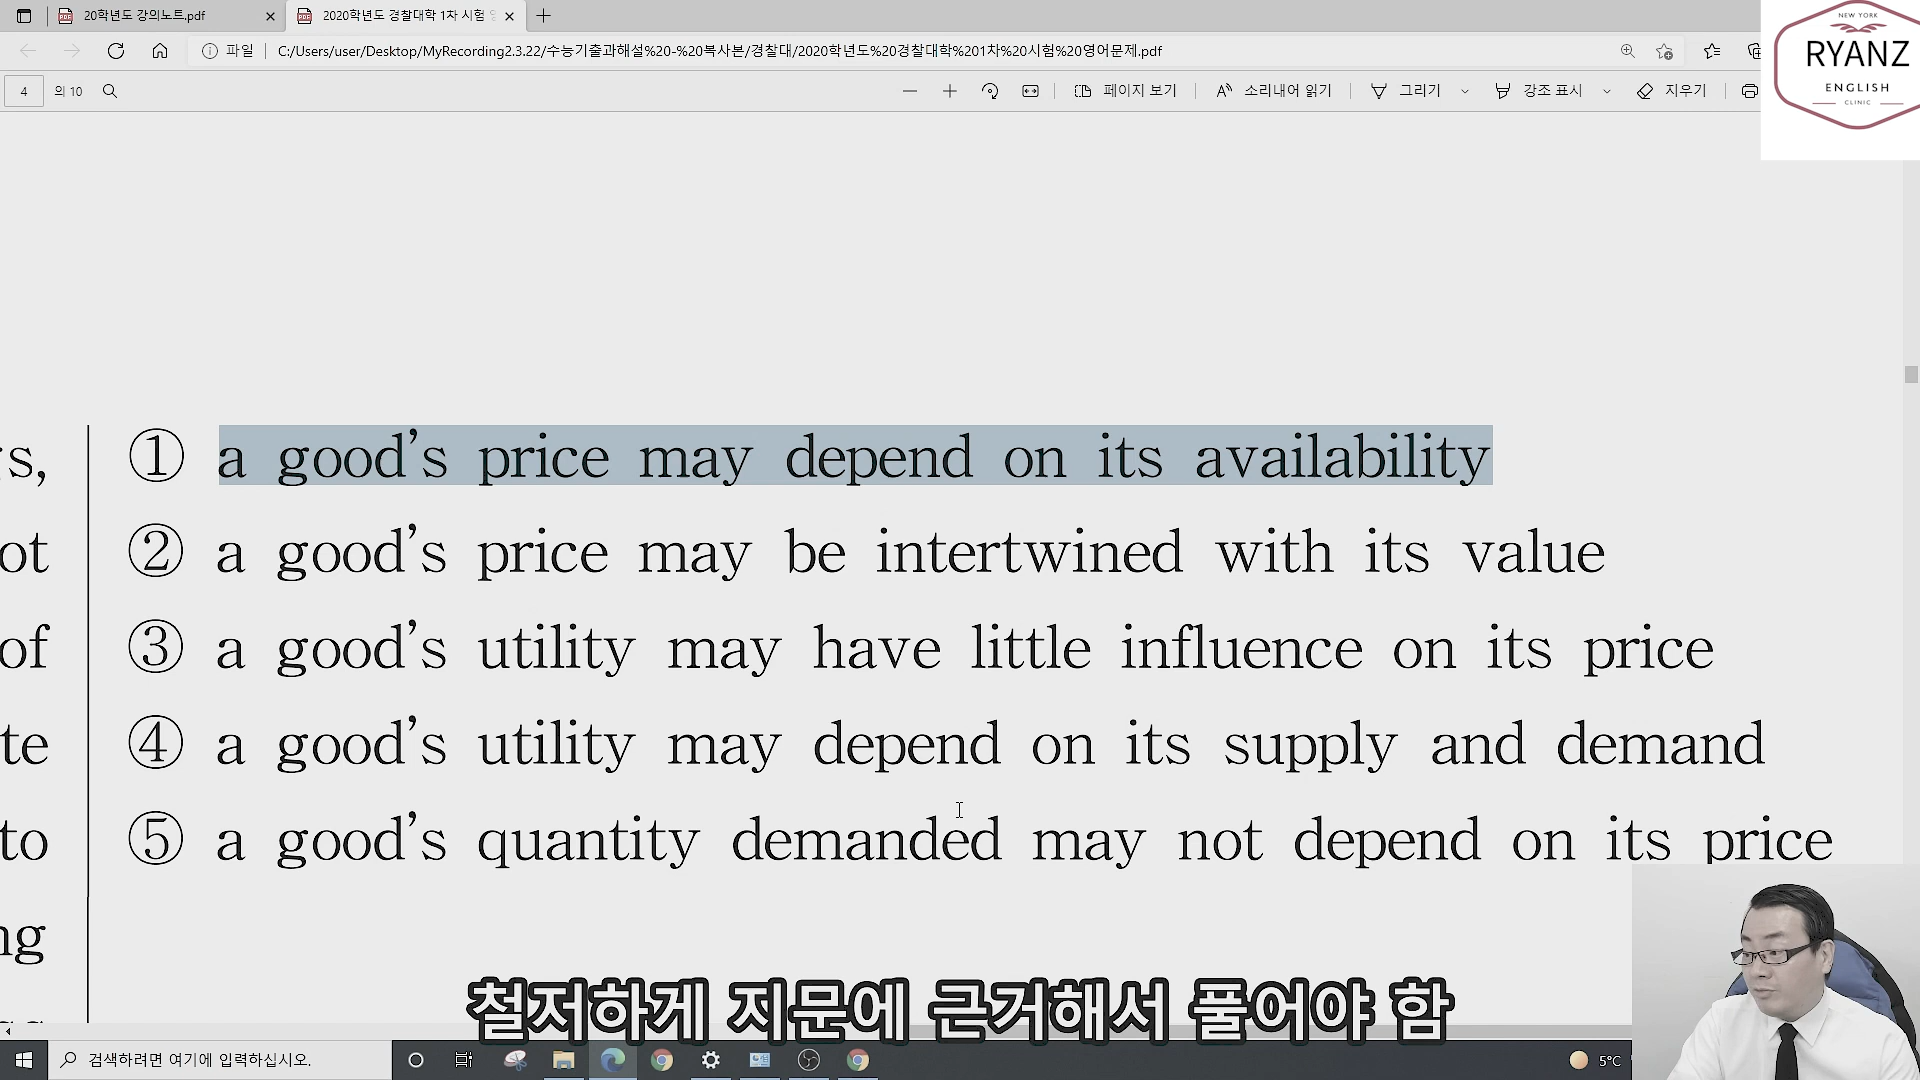 20학년도 강의노트.pdf
2020학년도 경찰대학 1차 시험
파일
C:/Users/user/Desktop/MyRecording2.3.22/수능기출과해설%20-%20복사본/경찰대/2020학년도%20경찰대학%201차%20시험%20영어문제.pdf
4 의 10
페이지 보기
소리내어 읽기
그리기
강조 표시
지우기
NEW YORK
RYANZ
ENGLISH
CLINIC
s,
ot
of
te
to
ng
① a good's price may depend on its availability
② a good's price may be intertwined with its value
③ a good's utility may have little influence on its price
④ a good's utility may depend on its supply and demand
⑤ a good's quantity demanded may not depend on its price
철저하게 지문에 근거해서 풀어야 함
검색하려면 여기에 입력하십시오.
5°C